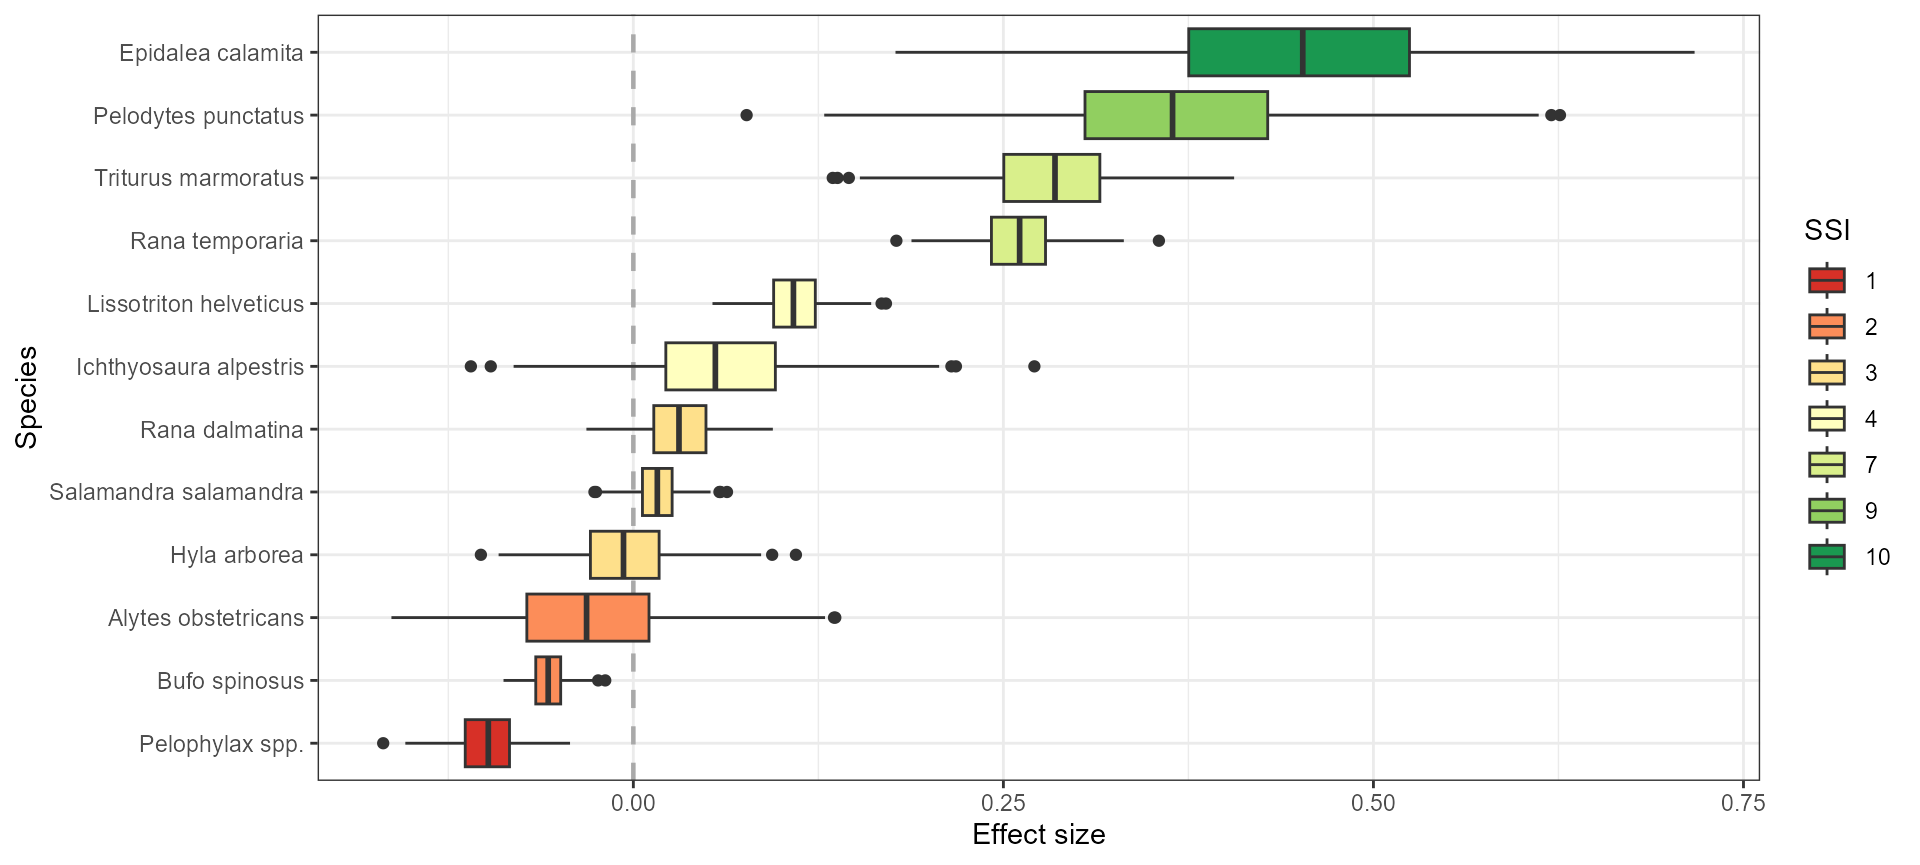 Epidalea calamita
Pelodytes punctatus
Triturus marmoratus
Rana temporaria
Lissotriton helveticus
Ichthyosaura alpestris
Rana dalmatina
Salamandra salamandra
Hyla arborea
Alytes obstetricans
Bufo spinosus
Pelophylax spp.
Species
0.00 0.25 0.50 0.75
Effect size
SSI
1
2
3
4
7
9
10